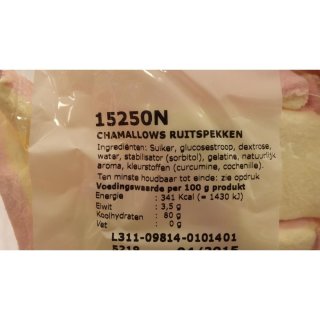 15250N
CHAMALLOWS RUITSPEKKEN
Ingrediënten: Suiker, glucosestroop, dextrose,
water, stabilisator (sorbitol), gelatine, natuurlijk
aroma, kleurstoffen (curcumine, cochenille).
Ten minste houdbaar tot einde: zie opdruk
Voedingswaarde per 100 g produkt
Energie : 341 Kcal (= 1430 kJ)
Eiwit : 3,5 g
Koolhydraten : 80 g
Vet : 0 g
L311-09814-0101401